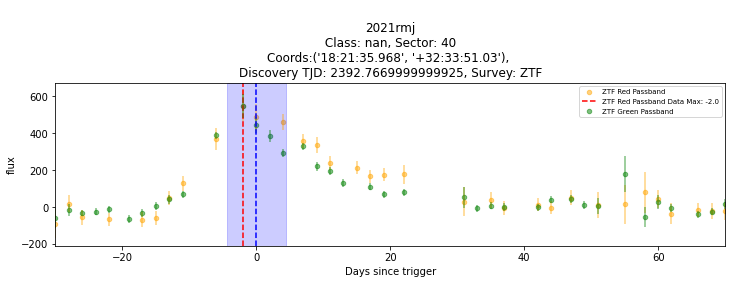 2021rmj
Class: nan, Sector: 40
Coords:('18:21:35.968', '+32:33:51.03'),
Discovery TJD: 2392.7669999999925, Survey: ZTF
ZTF Red Passband
ZTF Red Passband Data Max: -2.0
ZTF Green Passband
600
400
200
0
−200
flux
−20
0
20
40
60
Days since trigger